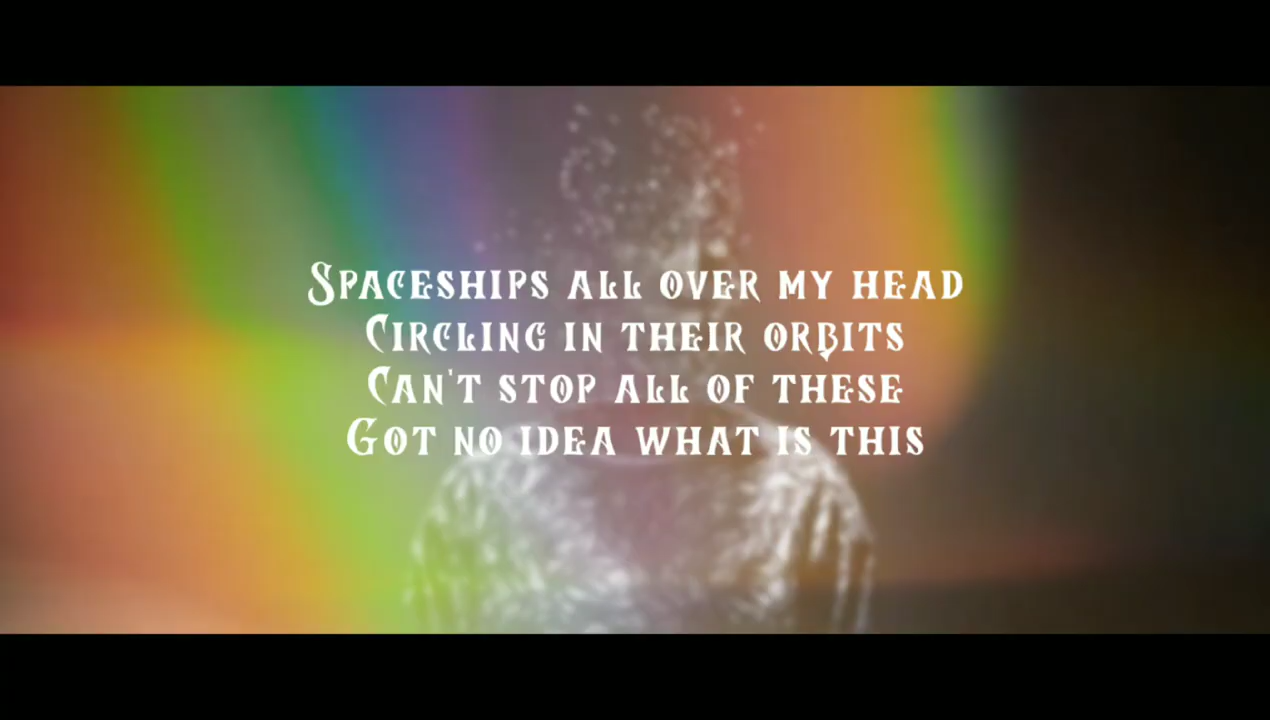 Spaceships all over my head
Circling in their orbits
Can't stop all of these
Got no idea what is this